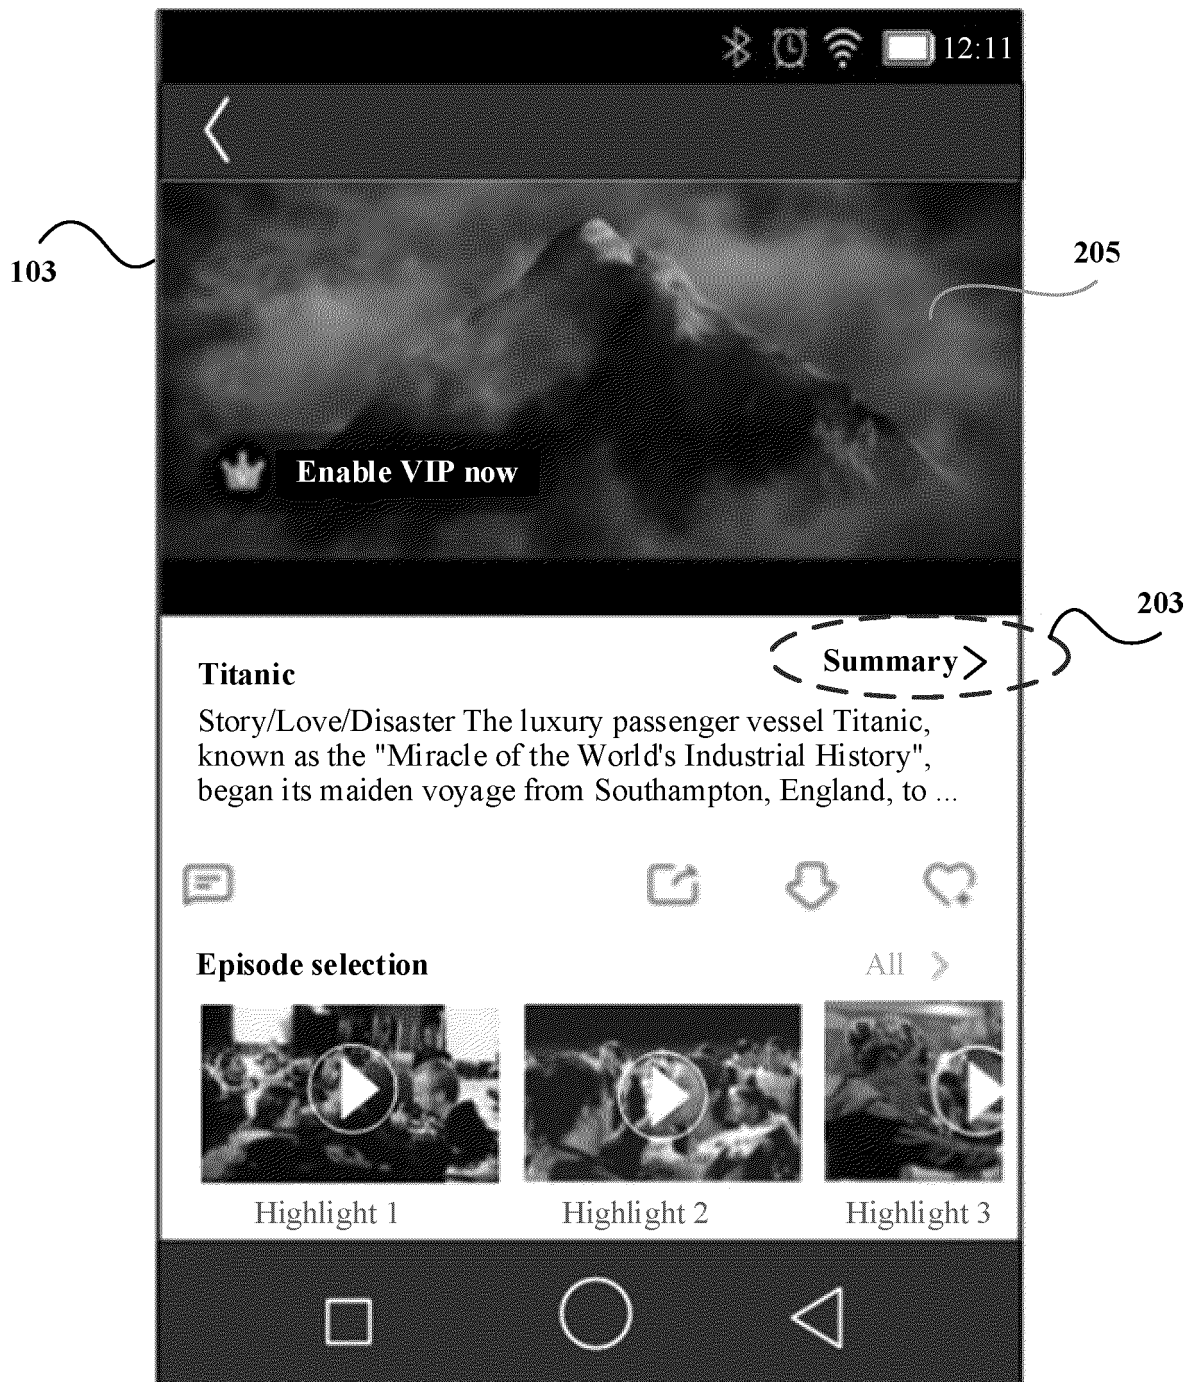 12:11
103
205
Enable VIP now
203
Summary
Titanic
Story/Love/Disaster The luxury passenger vessel Titanic,
known as the "Miracle of the World's Industrial History",
began its maiden voyage from Southampton, England, to ...
Episode selection
All
Highlight 1
Highlight 2
Highlight 3